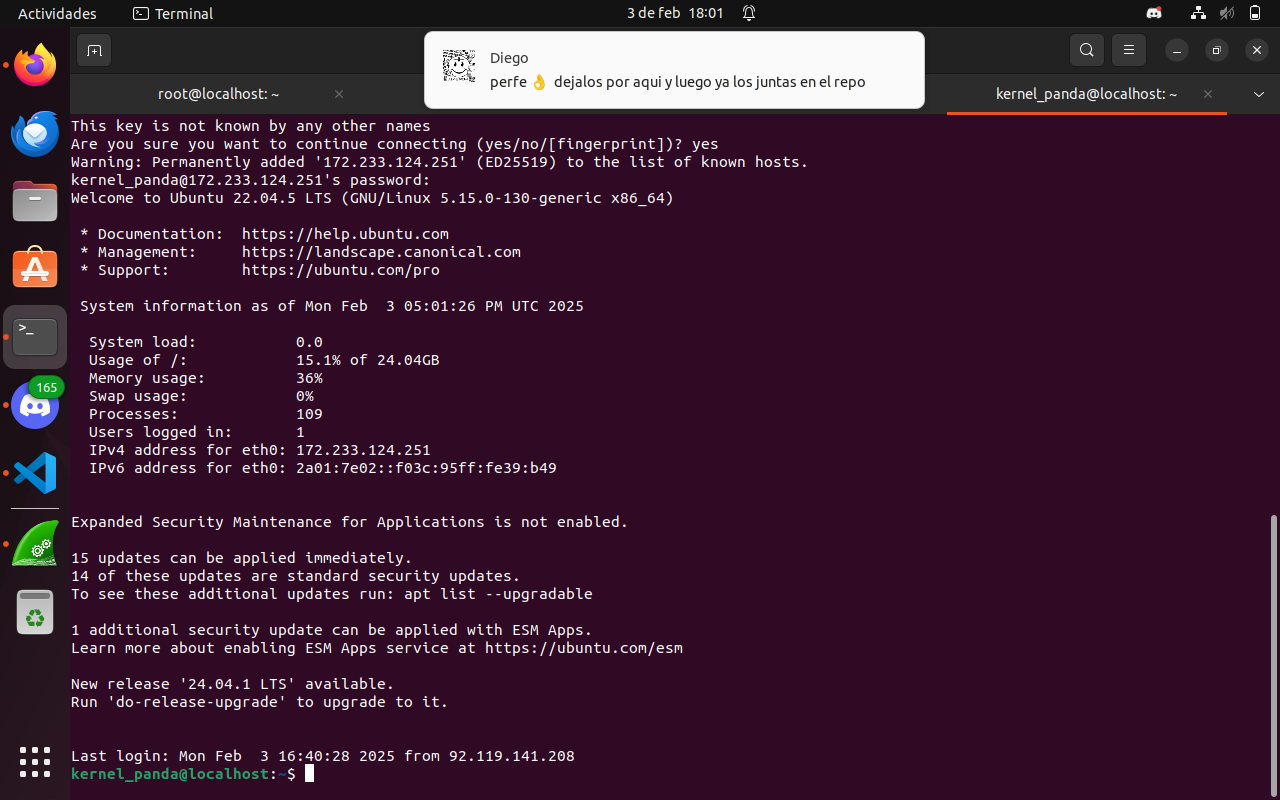 Actividades
Terminal
3 de feb 18:01
Diego
perfe 👌 dejalos por aqui y luego ya los juntas en el repo
root@localhost: ~
kernel_panda@localhost: ~
This key is not known by any other names
Are you sure you want to continue connecting (yes/no/[fingerprint])? yes
Warning: Permanently added '172.233.124.251' (ED25519) to the list of known hosts.
kernel_panda@172.233.124.251's password:
Welcome to Ubuntu 22.04.5 LTS (GNU/Linux 5.15.0-130-generic x86_64)
* Documentation: https://help.ubuntu.com
* Management: https://landscape.canonical.com
* Support: https://ubuntu.com/pro
System information as of Mon Feb 3 05:01:26 PM UTC 2025
System load: 0.0
Usage of /: 15.1% of 24.04GB
Memory usage: 36%
Swap usage: 0%
Processes: 109
Users logged in: 1
IPv4 address for eth0: 172.233.124.251
IPv6 address for eth0: 2a01:7e02::f03c:95ff:fe39:b49
Expanded Security Maintenance for Applications is not enabled.
15 updates can be applied immediately.
14 of these updates are standard security updates.
To see these additional updates run: apt list --upgradable
1 additional security update can be applied with ESM Apps.
Learn more about enabling ESM Apps service at https://ubuntu.com/esm
New release '24.04.1 LTS' available.
Run 'do-release-upgrade' to upgrade to it.
Last login: Mon Feb 3 16:40:28 2025 from 92.119.141.208
kernel_panda@localhost:~$
165